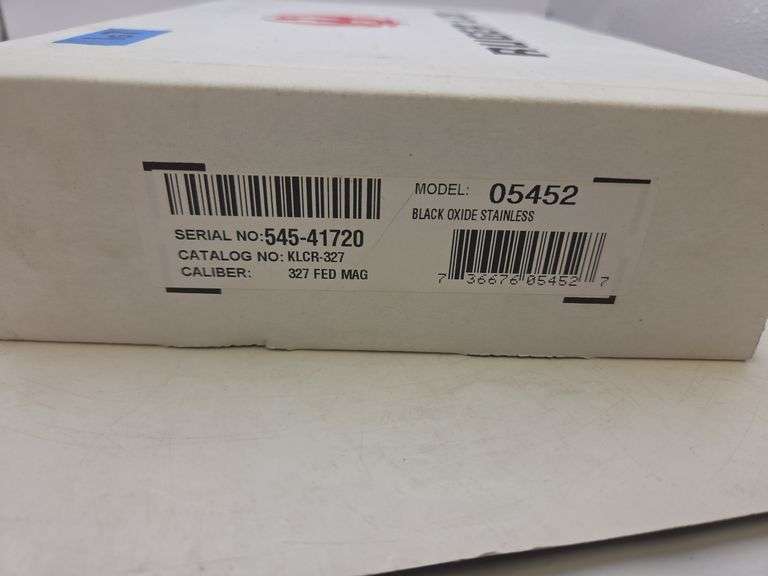 RUGER
SERIAL NO: 545-41720
CATALOG NO: KLCR-327
CALIBER: 327 FED MAG
MODEL: 05452
BLACK OXIDE STAINLESS
7 36676 05452 7